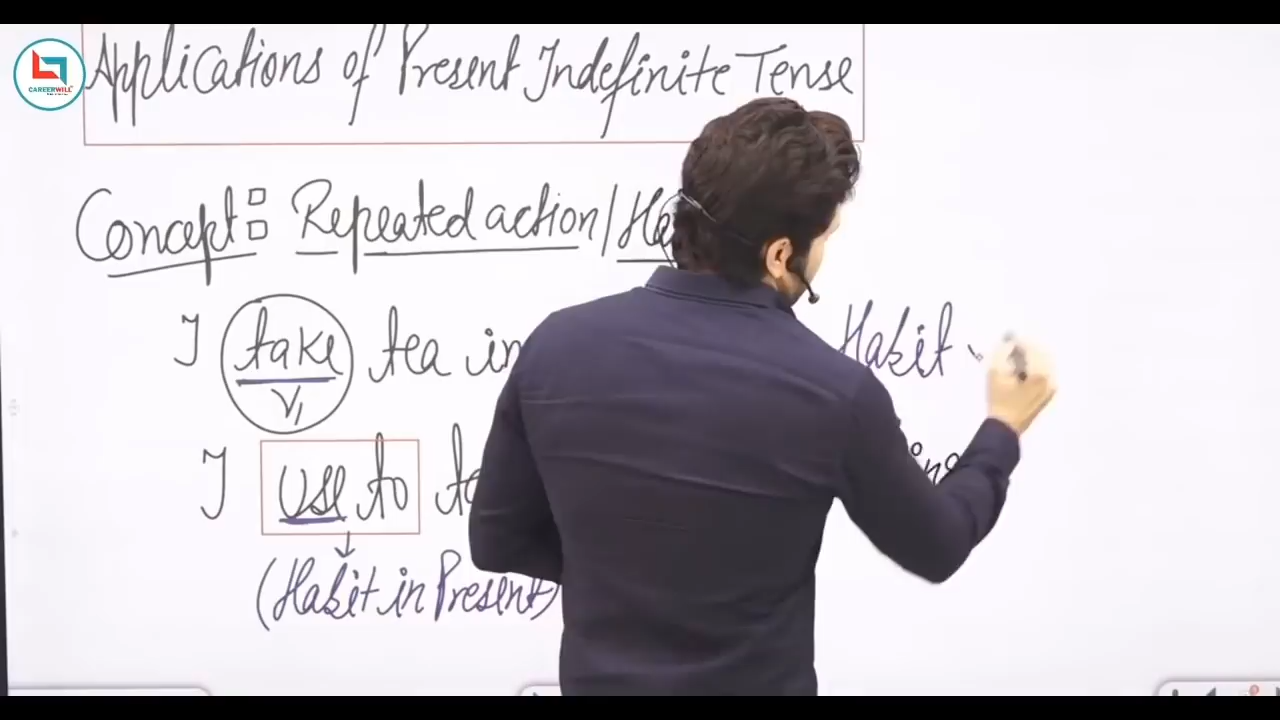 CAREERWILL
Applications of Present Indefinite Tense
Concept: Repeated action/
I take tea in Habit
V1
I use to
(Habit in Present)